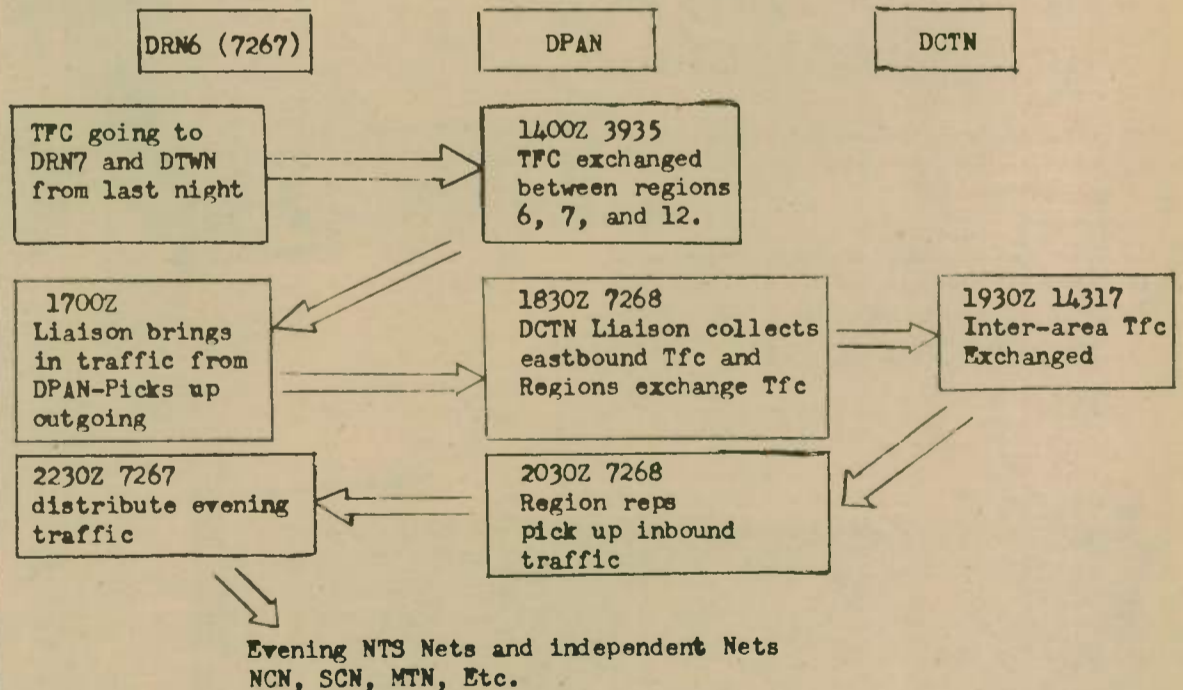 DRN6 (7267)
DPAN
DCTN
TFC going to
DRN7 and DTWN
from last night
1400Z 3935
TFC exchanged
between regions
6, 7, and 12.
1700Z
Liaison brings
in traffic from
DPAN-Picks up
outgoing
1830Z 7268
DCTN Liaison collects
eastbound Tfc and
Regions exchange Tfc
1930Z 14317
Inter-area Tfc
Exchanged
2230Z 7267
distribute evening
traffic
2030Z 7268
Region reps
pick up inbound
traffic
Evening NTS Nets and independent Nets
NCN, SCN, MTN, Etc.